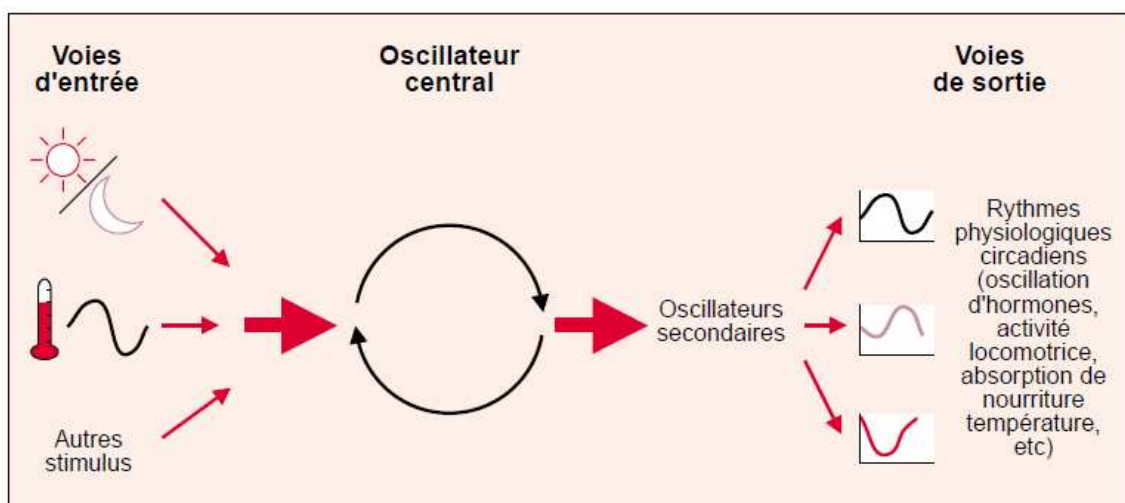 Voies
d'entrée
Oscillateur
central
Voies
de sortie
Autres
stimulus
Oscillateurs
secondaires
Rythmes
physiologiques
circadiens
(oscillation
d'hormones,
activité
locomotrice,
absorption de
nourriture
température,
etc)